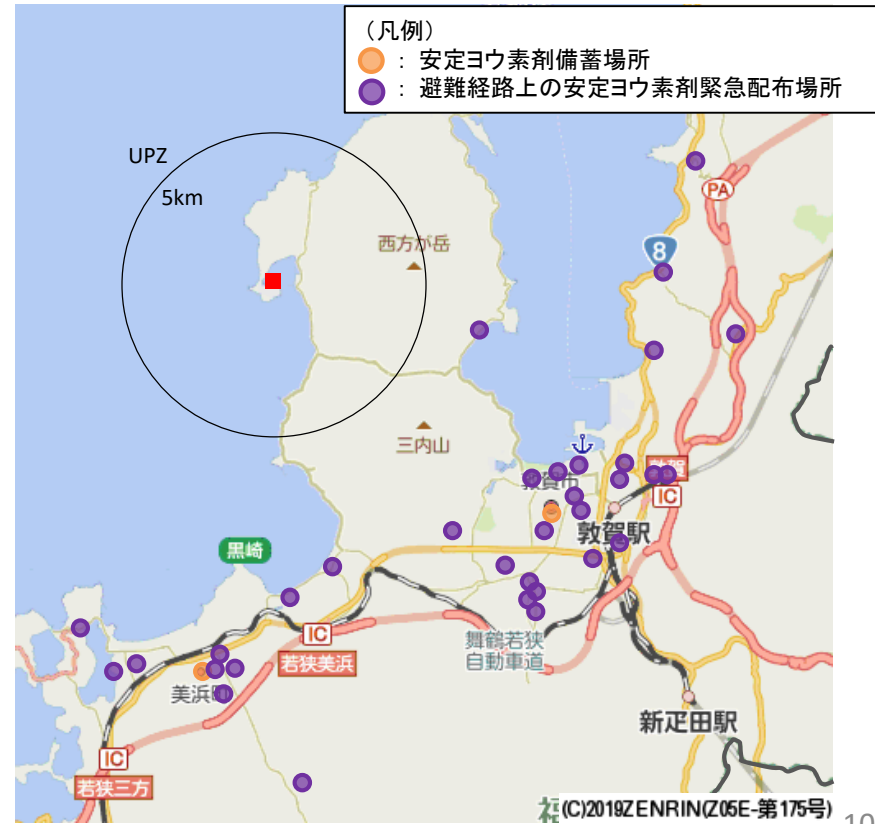 （凡例）
： 安定ヨウ素剤備蓄場所
： 避難経路上の安定ヨウ素剤緊急配布場所
UPZ
5km
PA
西方が岳
8
三内山
敦賀市
敦賀
IC
敦賀駅
黒崎
IC
若狭美浜
舞鶴若狭
自動車道
美浜町
新疋田駅
IC
若狭三方
(C)2019ZENRIN(Z05E-第175号)
10